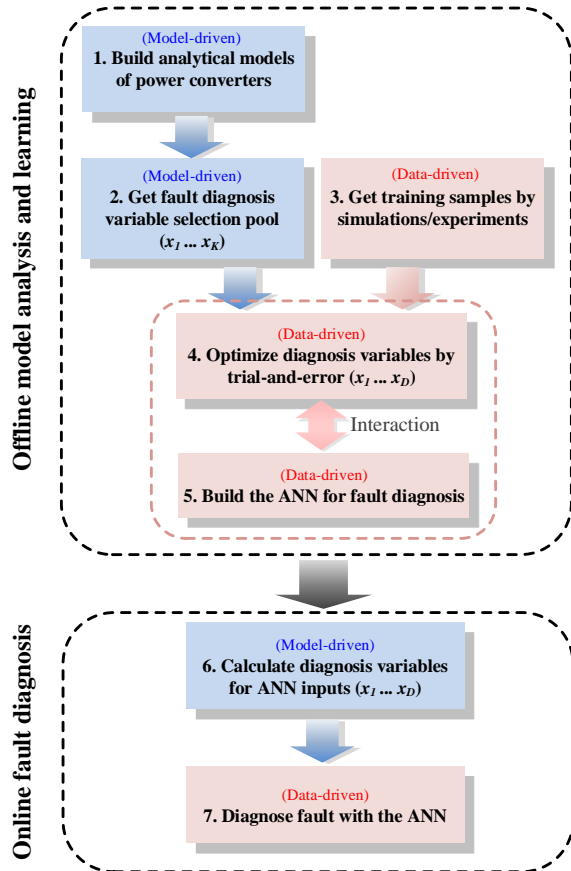 Offline model analysis and learning
(Model-driven)
1. Build analytical models
of power converters
(Model-driven)
2. Get fault diagnosis
variable selection pool
(x1 ... xK)
(Data-driven)
3. Get training samples by
simulations/experiments
(Data-driven)
4. Optimize diagnosis variables by
trial-and-error (x1 ... xD)
Interaction
(Data-driven)
5. Build the ANN for fault diagnosis
Online fault diagnosis
(Model-driven)
6. Calculate diagnosis variables
for ANN inputs (x1 ... xD)
(Data-driven)
7. Diagnose fault with the ANN